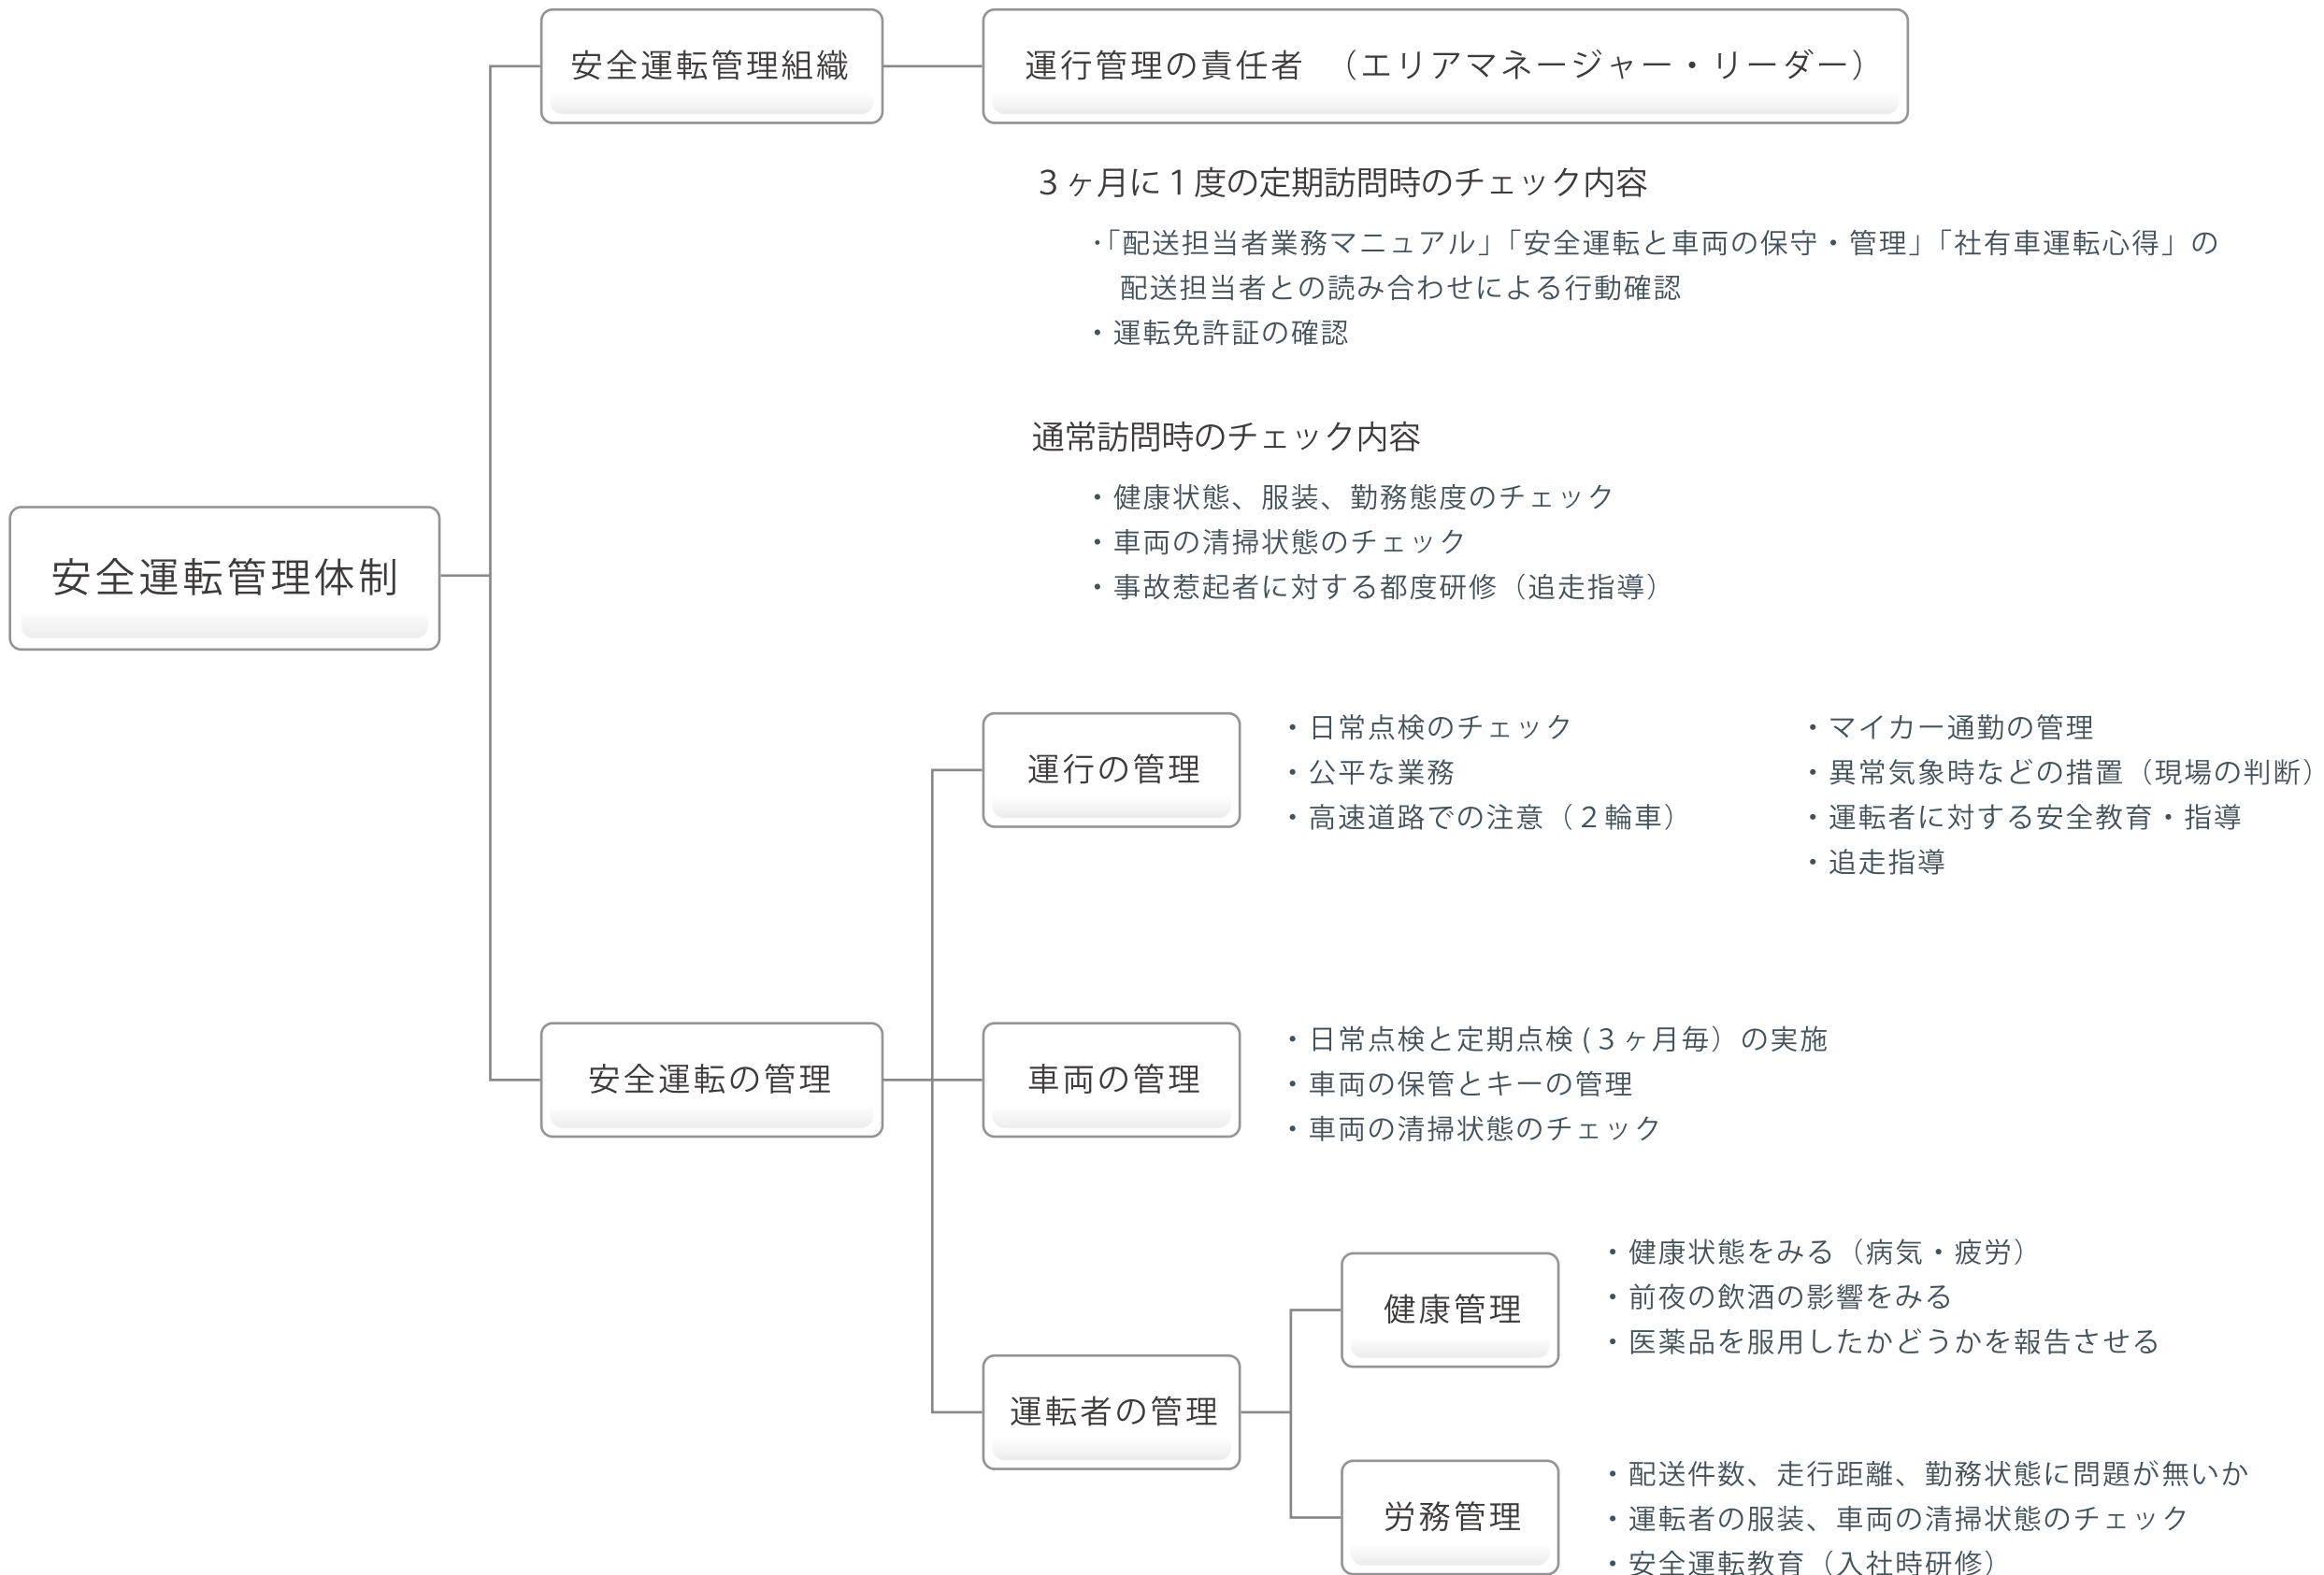 安全運転管理組織
運行管理の責任者 （エリアマネージャー・リーダー）
３ヶ月に１度の定期訪問時のチェック内容
・「配送担当者業務マニュアル」「安全運転と車両の保守・管理」「社有車運転心得」の
配送担当者との読み合わせによる行動確認
・運転免許証の確認
通常訪問時のチェック内容
・健康状態、服装、勤務態度のチェック
・車両の清掃状態のチェック
・事故惹起者に対する都度研修（追走指導）
安全運転管理体制
運行の管理
・日常点検のチェック
・公平な業務
・高速道路での注意（２輪車）
・マイカー通勤の管理
・異常気象時などの措置（現場の判断）
・運転者に対する安全教育・指導
・追走指導
安全運転の管理
車両の管理
・日常点検と定期点検(３ヶ月毎）の実施
・車両の保管とキーの管理
・車両の清掃状態のチェック
運転者の管理
健康管理
・健康状態をみる（病気・疲労）
・前夜の飲酒の影響をみる
・医薬品を服用したかどうかを報告させる
労務管理
・配送件数、走行距離、勤務状態に問題が無いか
・運転者の服装、車両の清掃状態のチェック
・安全運転教育（入社時研修）